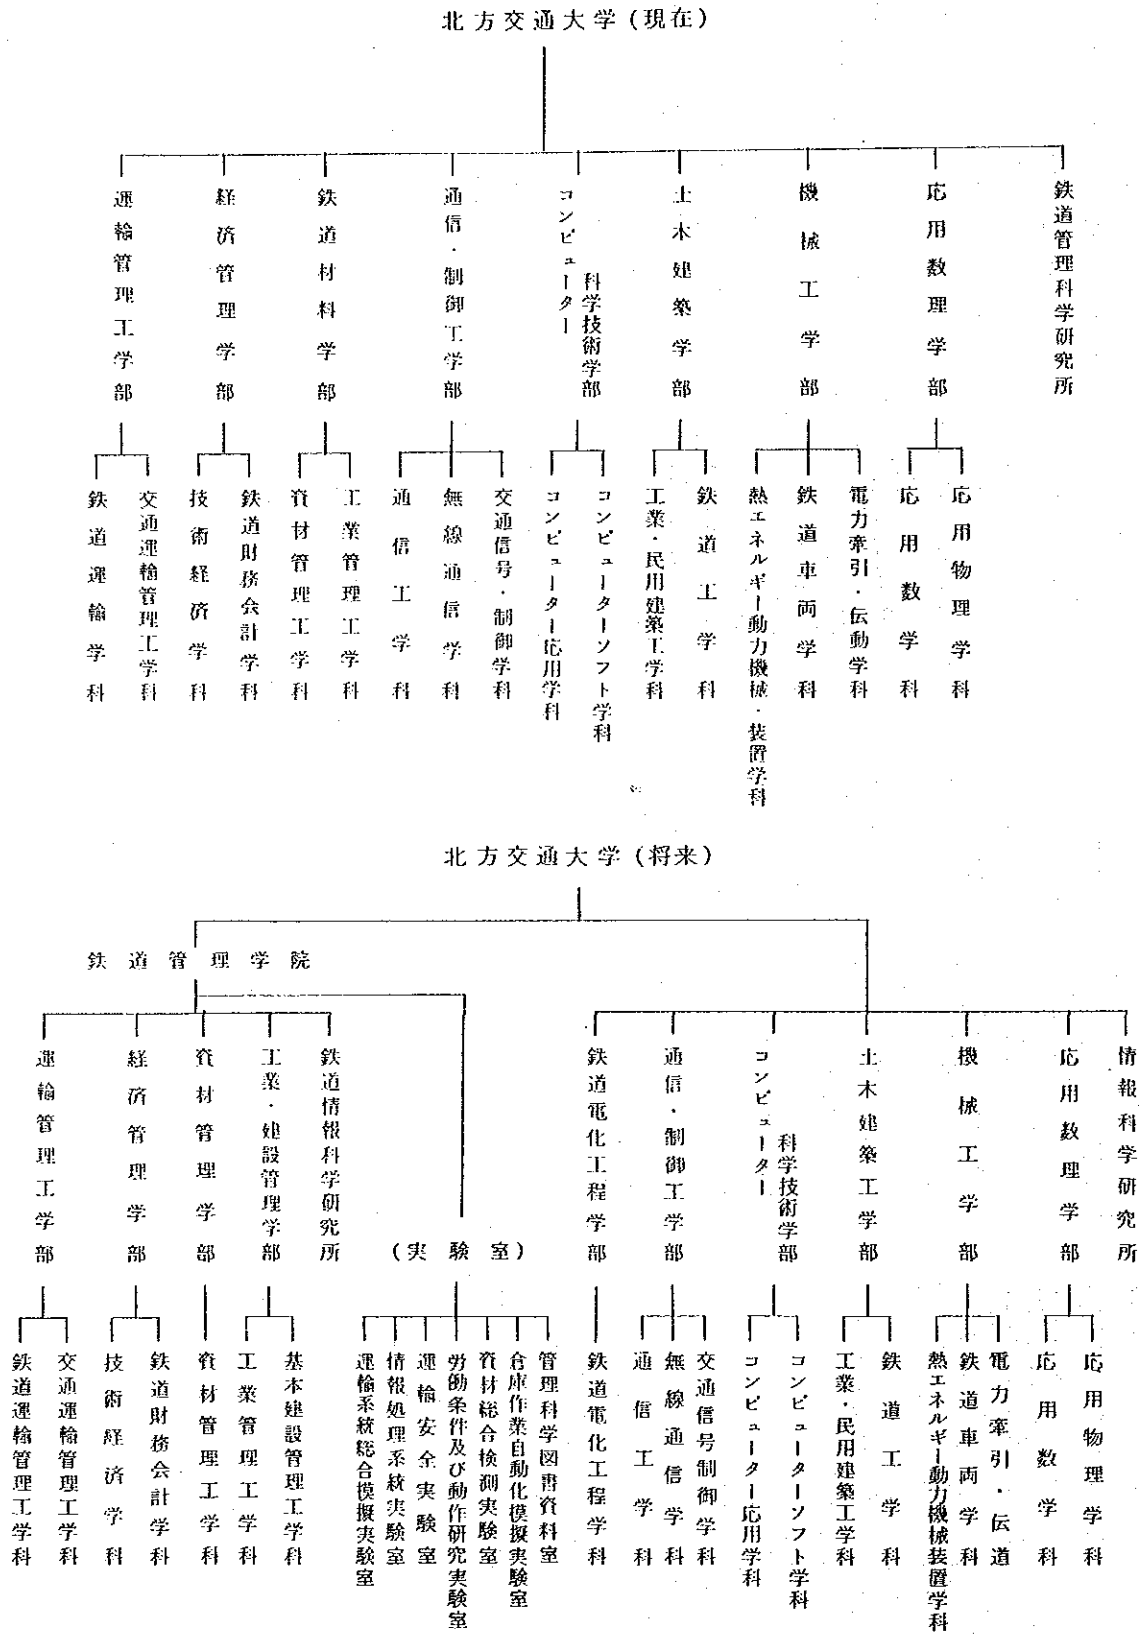 北方交通大学(現在)
運輸管理工学部
経済管理学部
鉄道材料学部
通信・制御工学部
コンピューター科学技術学部
土木建築学部
機械工学部
応用数理学部
鉄道管理科学研究所
鉄道運輸学科
交通運輸管理工学科
技術経済学科
鉄道財務会計学科
資材管理工学科
工業管理工学科
通信工学科
無線通信学科
交通信号・制御学科
コンピューター応用学科
コンピューターソフト学科
工業・民用建築工学科
鉄道工学科
熱エネルギー動力機械・装置学科
鉄道車両学科
電力牽引・伝動学科
応用数学科
応用物理学科
北方交通大学(将来)
鉄道管理学院
運輸管理工学部
経済管理学部
資材管理学部
工業・建設管理学部
鉄道情報科学研究所
(実験室)
鉄道電化工程学部
通信・制御工学部
コンピューター科学技術学部
土木建築工学部
機械工学部
応用数理学部
情報科学研究所
鉄道運輸管理工学科
交通運輸管理工学科
技術経済学科
鉄道財務会計学科
資材管理工学科
工業管理工学科
基本建設管理工学科
運輸系統総合模擬実験室
情報処理系統実験室
運輸安全実験室
労働条件及び動作研究実験室
資材総合検測実験室
倉庫作業自動化模擬実験室
管理科学図書資料室
鉄道電化工程学科
通信工学科
無線通信学科
交通信号制御学科
コンピューター応用学科
コンピューターソフト学科
工業・民用建築工学科
鉄道工学科
熱エネルギー動力機械装置学科
鉄道車両学科
電力牽引・伝道
応用数学科
応用物理学科